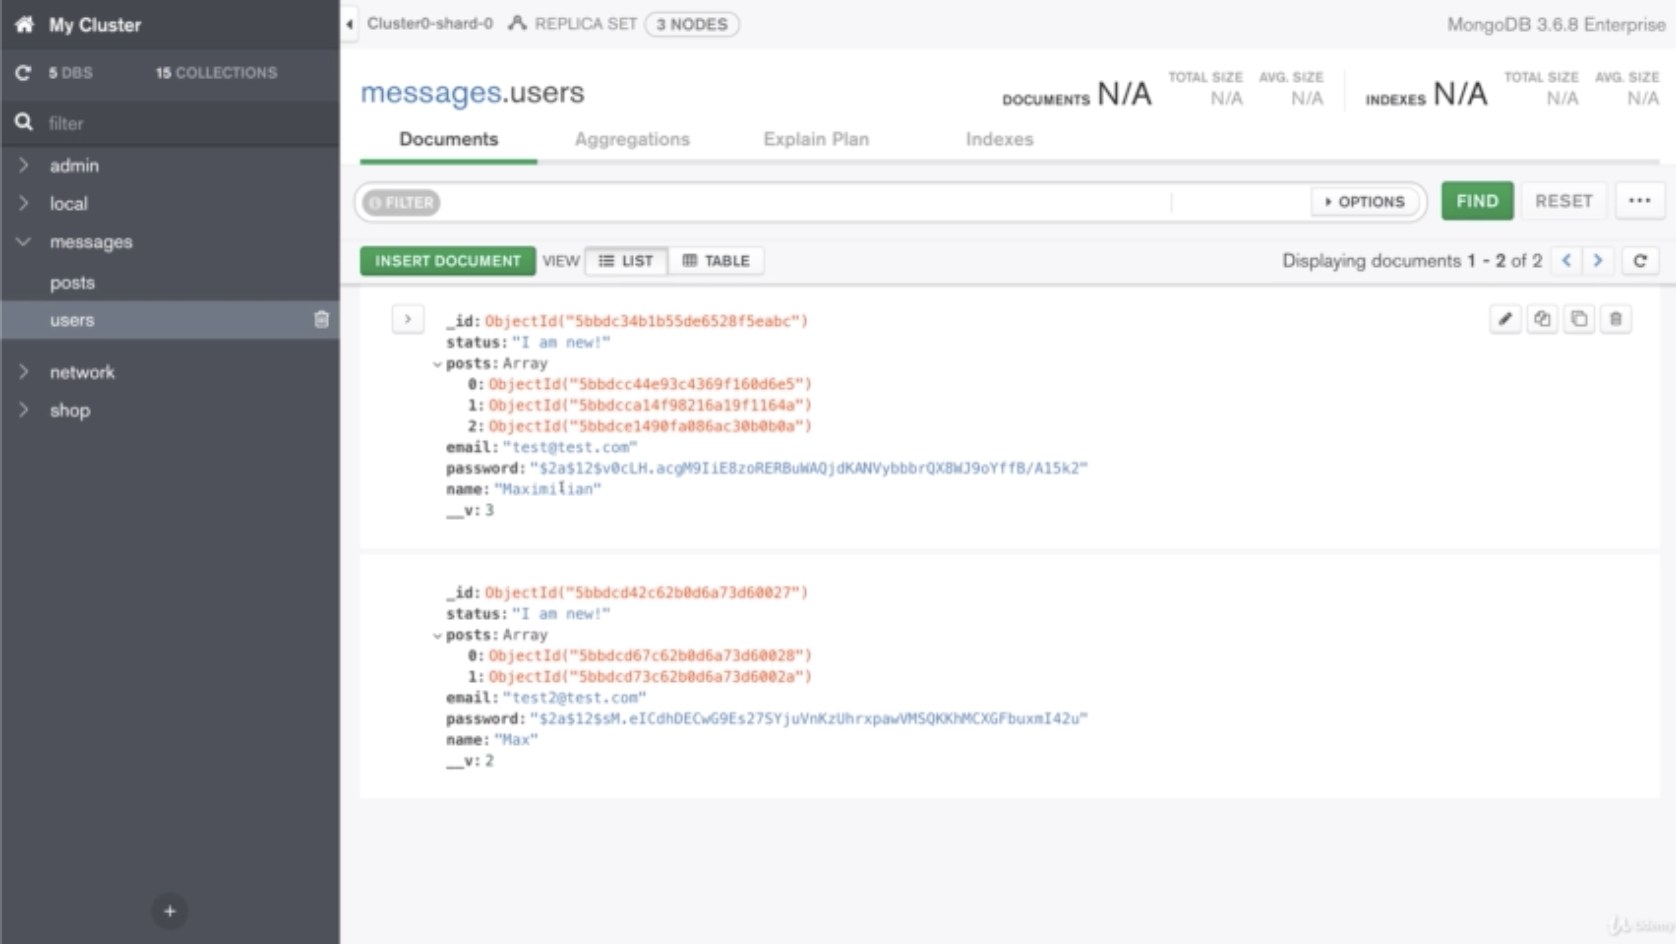 My Cluster
5 DBS 15 COLLECTIONS
filter
admin
local
messages
posts
users
network
shop
Cluster0-shard-0 REPLICA SET 3 NODES MongoDB 3.6.8 Enterprise
messages.users
DOCUMENTS N/A TOTAL SIZE N/A AVG. SIZE N/A INDEXES N/A TOTAL SIZE N/A AVG. SIZE N/A
Documents Aggregations Explain Plan Indexes
FILTER OPTIONS FIND RESET ...
INSERT DOCUMENT VIEW LIST TABLE Displaying documents 1 - 2 of 2
_id: ObjectId("5bbdc34b1b55de6528f5eabc")
status: "I am new!"
posts: Array
0: ObjectId("5bbdcc44e93c4369f160d6e5")
1: ObjectId("5bbdcca14f98216a19f1164a")
2: ObjectId("5bbdce1490fa086ac30b0b0a")
email: "test@test.com"
password: "$2a$12$v0cLH.acgM9IiE8zoRERBuWAQjdKANVybbbrQX8WJ9oYffB/A15k2"
name: "Maximilian"
__v: 3
_id: ObjectId("5bbdcd42c62b0d6a73d60027")
status: "I am new!"
posts: Array
0: ObjectId("5bbdcd67c62b0d6a73d60028")
1: ObjectId("5bbdcd73c62b0d6a73d6002a")
email: "test2@test.com"
password: "$2a$12$sM.eICdhDECwG9Es27SYjuVnKzUhrxpawVMSQKKhMCXGFbuxmI42u"
name: "Max"
__v: 2
Udemy